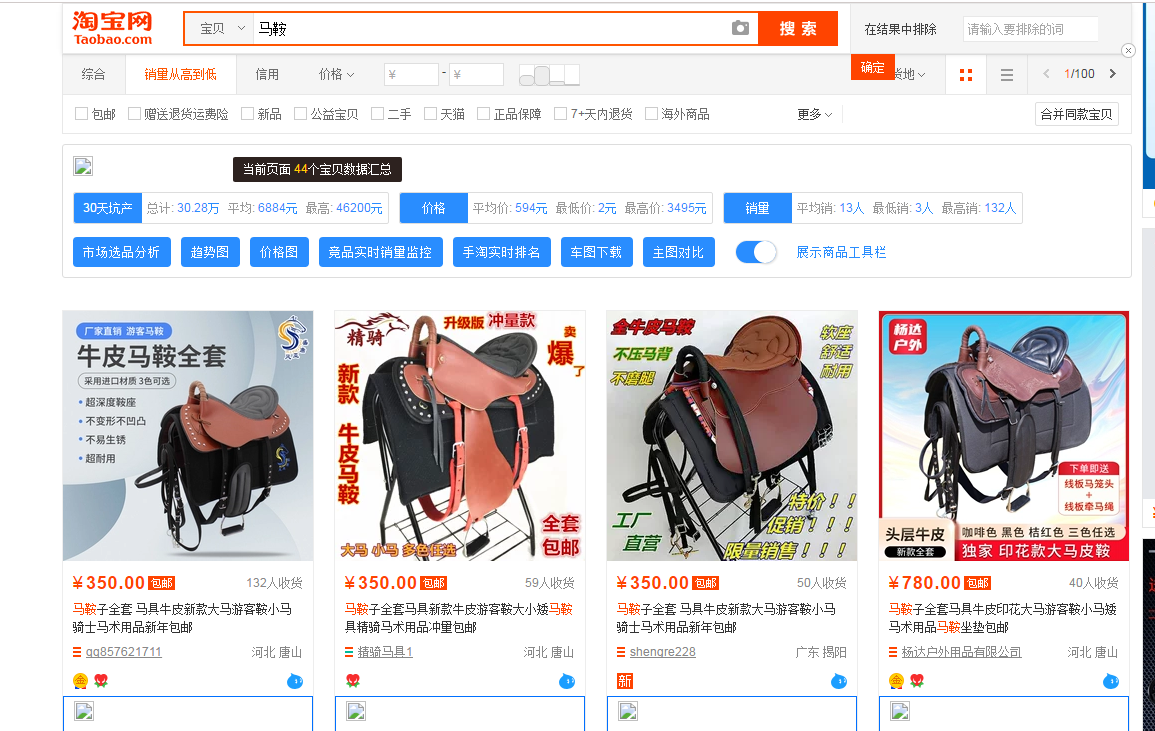 淘宝网
Taobao.com
宝贝
马鞍
搜 索
在结果中排除
请输入要排除的词
确定
综合
销量从高到低
信用
价格
¥
-
¥
货地
1/100
包邮
赠送退货运费险
新品
公益宝贝
二手
天猫
正品保障
7+天内退货
海外商品
更多
合并同款宝贝
当前页面 44个宝贝数据汇总
30天坑产
总计: 30.28万 平均: 6884元 最高: 46200元
价格
平均价: 594元 最低价: 2元 最高价: 3495元
销量
平均销: 13人 最低销: 3人 最高销: 132人
市场选品分析
趋势图
价格图
竞品实时销量监控
手淘实时排名
车图下载
主图对比
展示商品工具栏
厂家直销 游客马鞍
牛皮马鞍全套
采用进口材质 3色可选
• 超深度鞍座
• 不变形不凹凸
• 不易生锈
• 超耐用
¥350.00 包邮
132人收货
马鞍子全套 马具牛皮新款大马游客鞍小马
骑士马术用品新年包邮
qq857621711
河北 唐山
精骑
升级版 冲量款
卖
爆
了
新款
牛皮马鞍
全套
包邮
大马 小马 多色任选
¥350.00 包邮
59人收货
马鞍子全套马具新款牛皮游客鞍大小矮马鞍
具精骑马术用品冲量包邮
精骑马具1
河北 唐山
全牛皮马鞍
不压马背
不磨腿
软座
舒适
耐用
工厂
直营
特价！！
促销！！！
限量销售！！！
¥350.00 包邮
50人收货
马鞍子全套 马具牛皮新款大马游客鞍小马
骑士马术用品新年包邮
shengre228
广东 揭阳
新
杨达
户外
下单即送
线板马笼头
+
线板牵马绳
头层牛皮
新款全套
咖啡色 黑色 桔红色 三色任选
独家 印花款大马皮鞍
¥780.00 包邮
40人收货
马鞍子全套马具牛皮印花大马游客鞍小马矮
马术用品马鞍坐垫包邮
杨达户外用品有限公司
河北 唐山